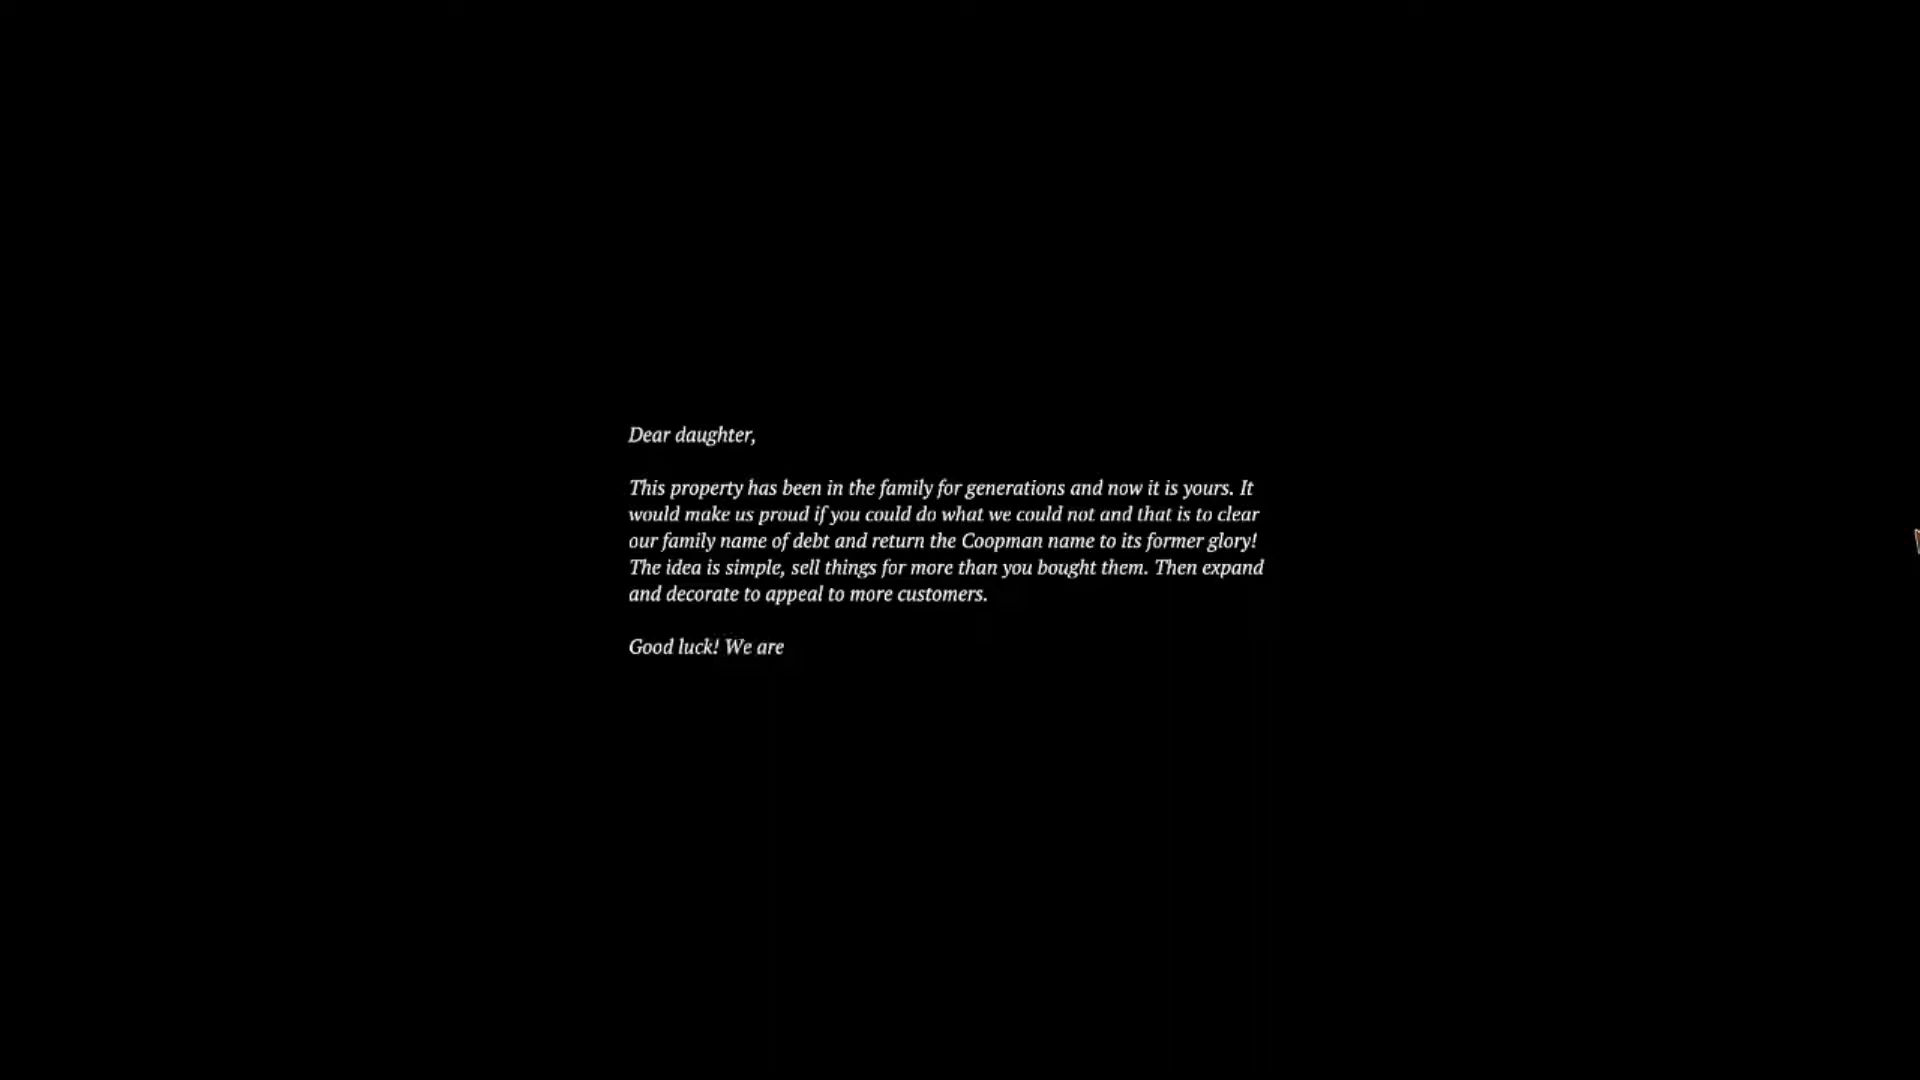 Dear daughter,
This property has been in the family for generations and now it is yours. It
would make us proud if you could do what we could not and that is to clear
our family name of debt and return the Coopman name to its former glory!
The idea is simple, sell things for more than you bought them. Then expand
and decorate to appeal to more customers.
Good luck! We are